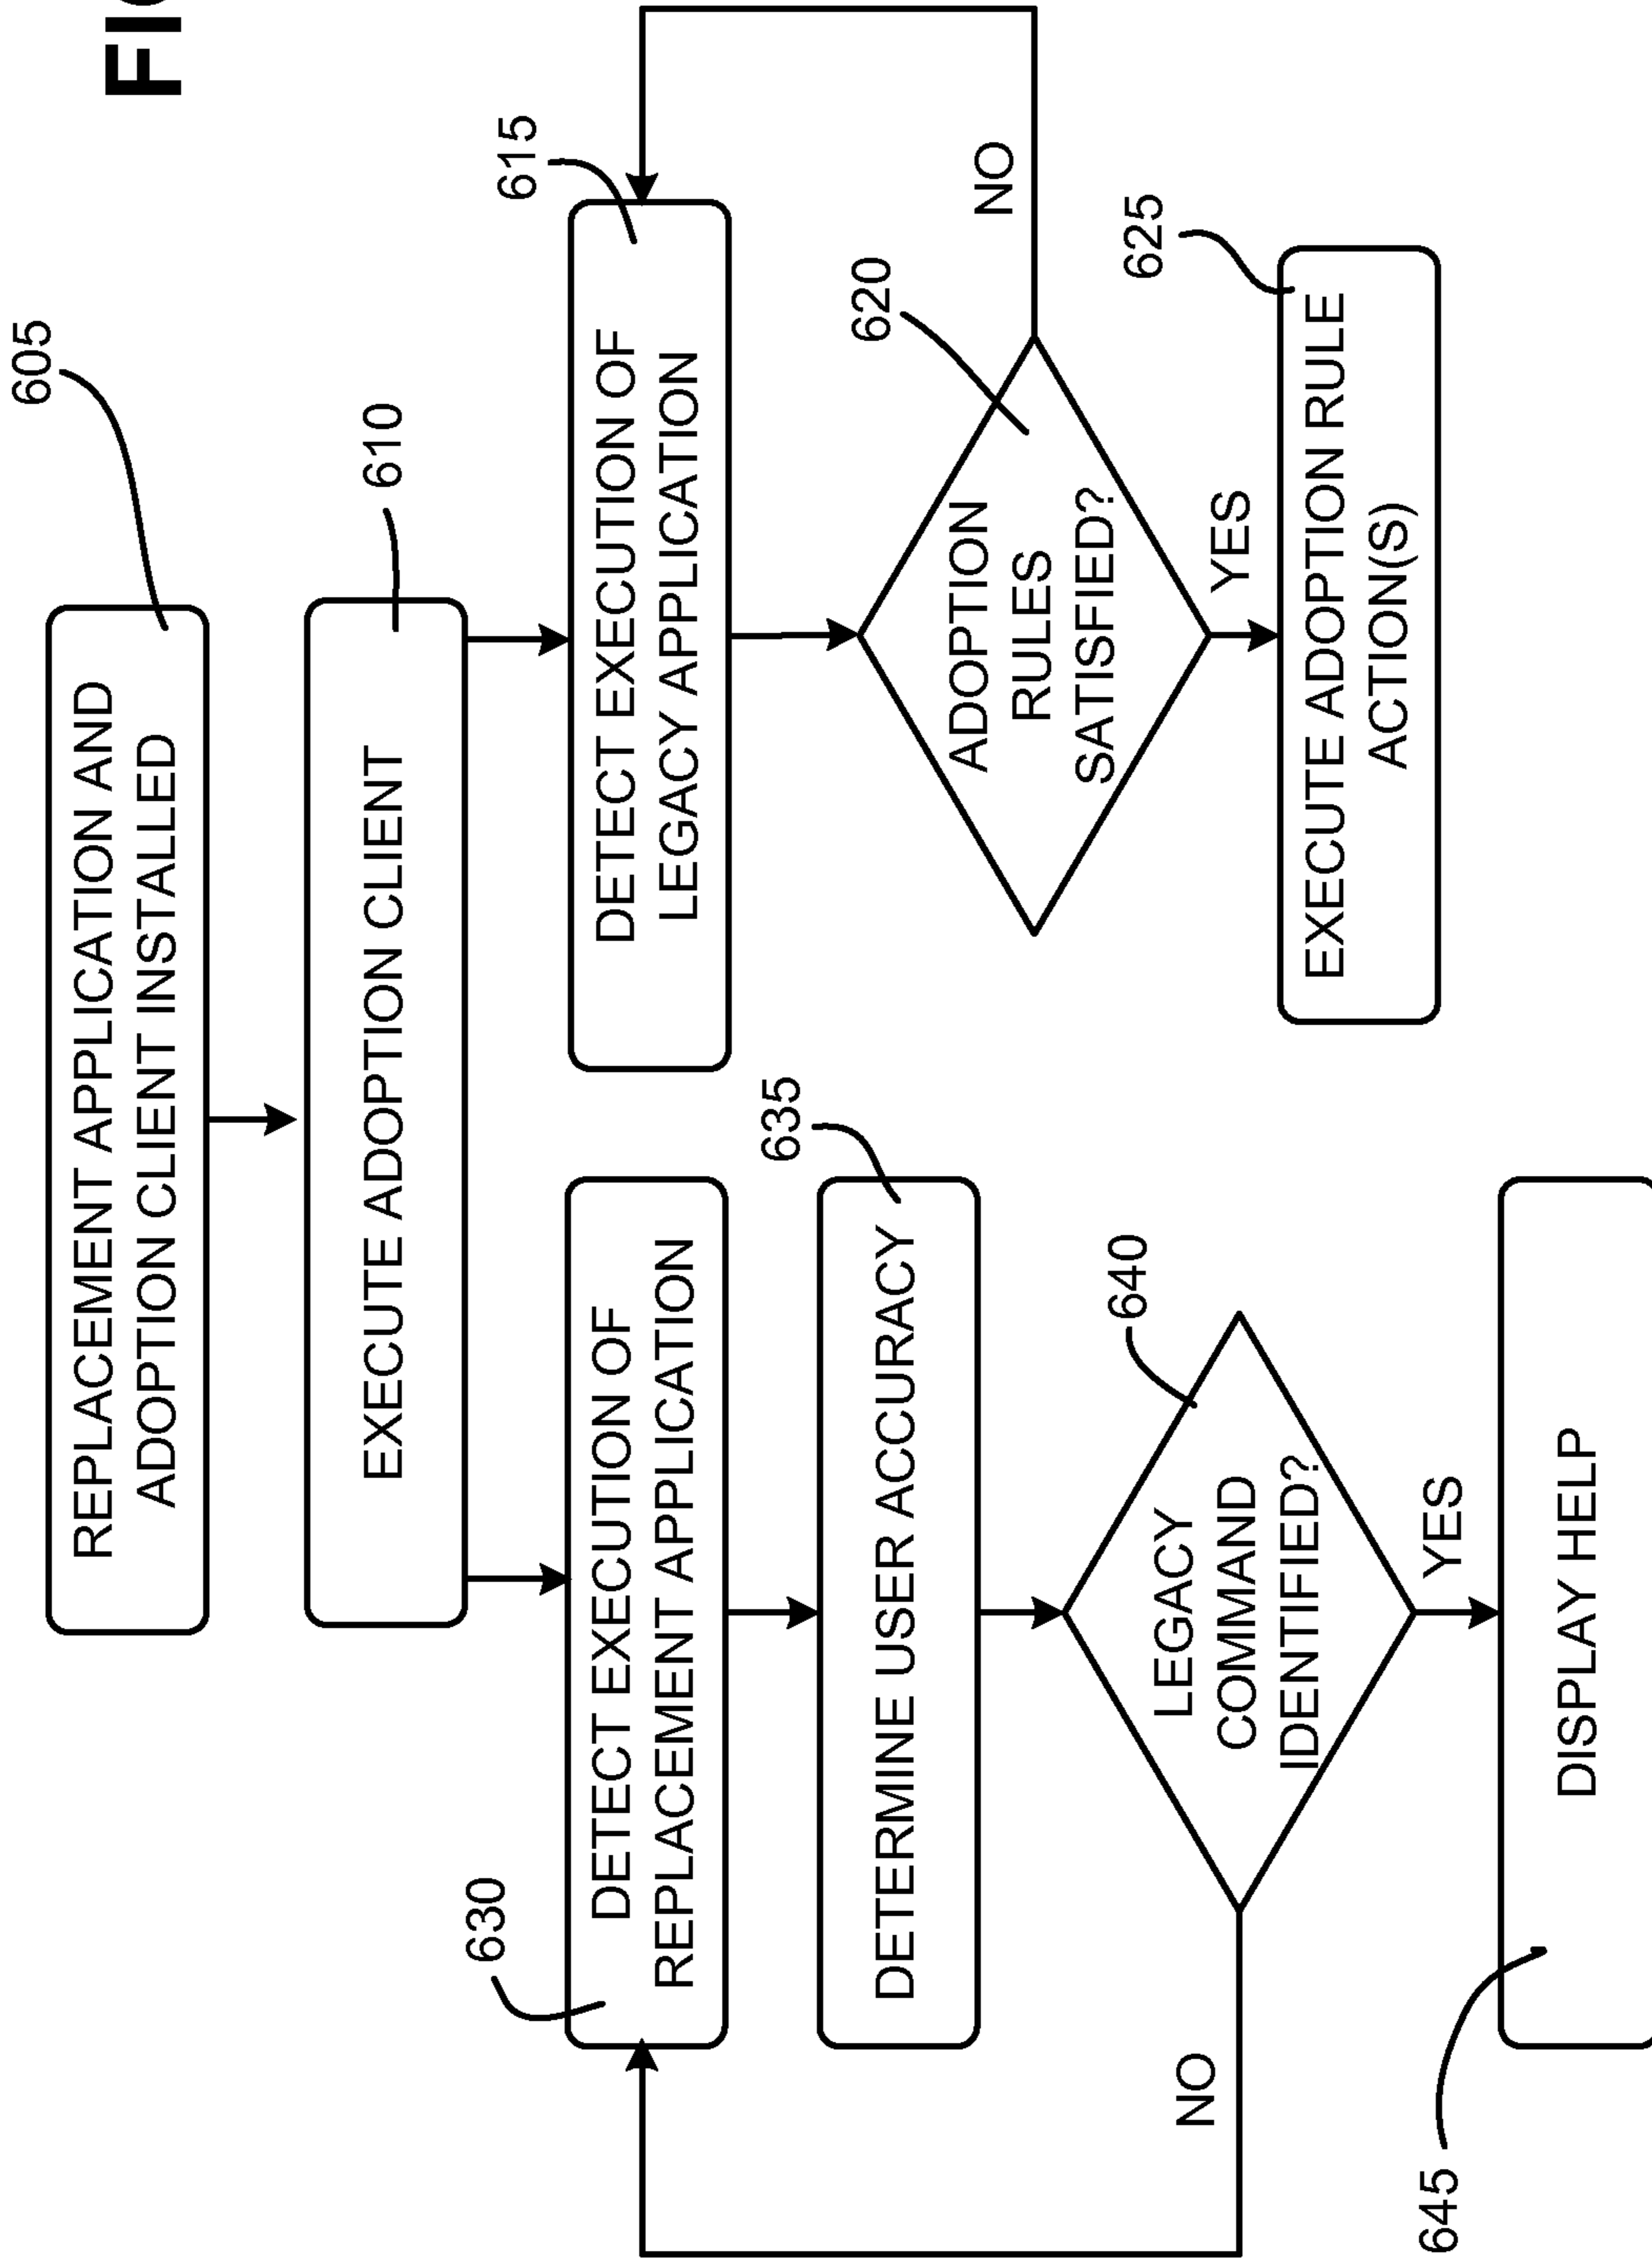 FIG
605
REPLACEMENT APPLICATION AND
ADOPTION CLIENT INSTALLED
610
EXECUTE ADOPTION CLIENT
630
DETECT EXECUTION OF
REPLACEMENT APPLICATION
615
DETECT EXECUTION OF
LEGACY APPLICATION
635
DETERMINE USER ACCURACY
620
ADOPTION
RULES
SATISFIED?
NO
YES
640
LEGACY
COMMAND
IDENTIFIED?
NO
YES
625
EXECUTE ADOPTION RULE
ACTION(S)
645
DISPLAY HELP